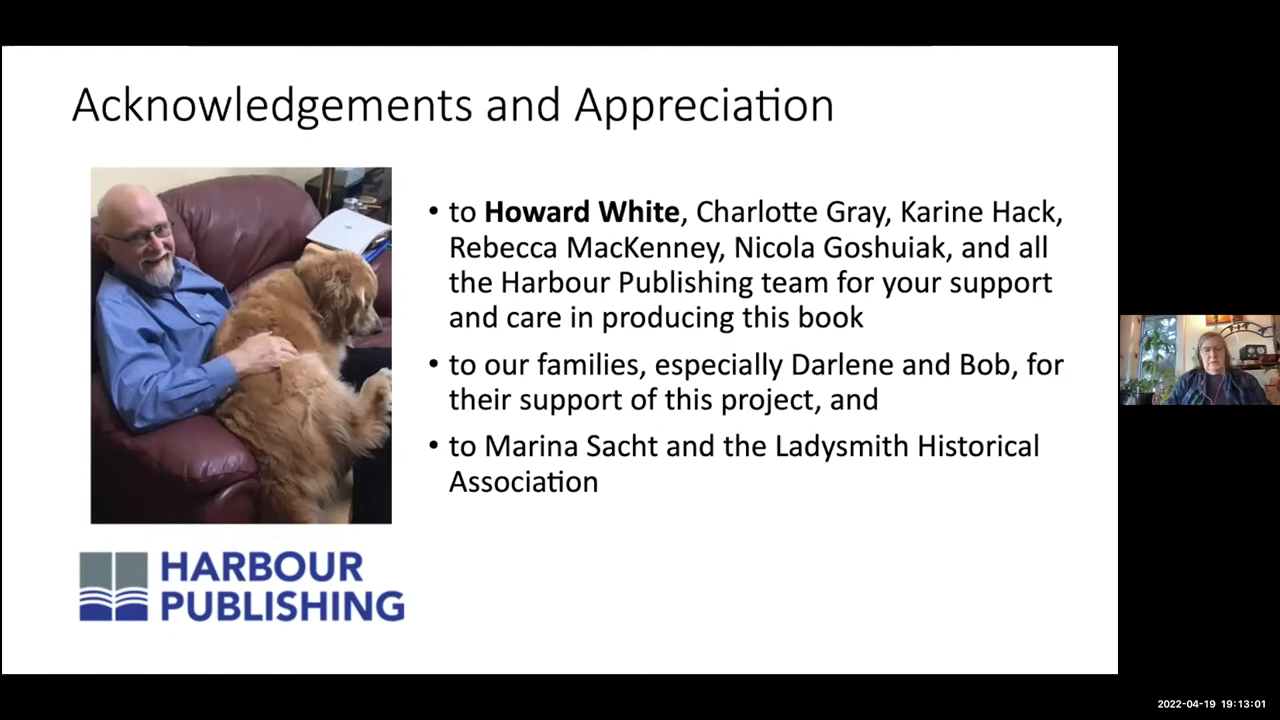 Acknowledgements and Appreciation
• to Howard White, Charlotte Gray, Karine Hack,
Rebecca MacKenney, Nicola Goshuiak, and all
the Harbour Publishing team for your support
and care in producing this book
• to our families, especially Darlene and Bob, for
their support of this project, and
• to Marina Sacht and the Ladysmith Historical
Association
HARBOUR
PUBLISHING
2022-04-19 19:13:01